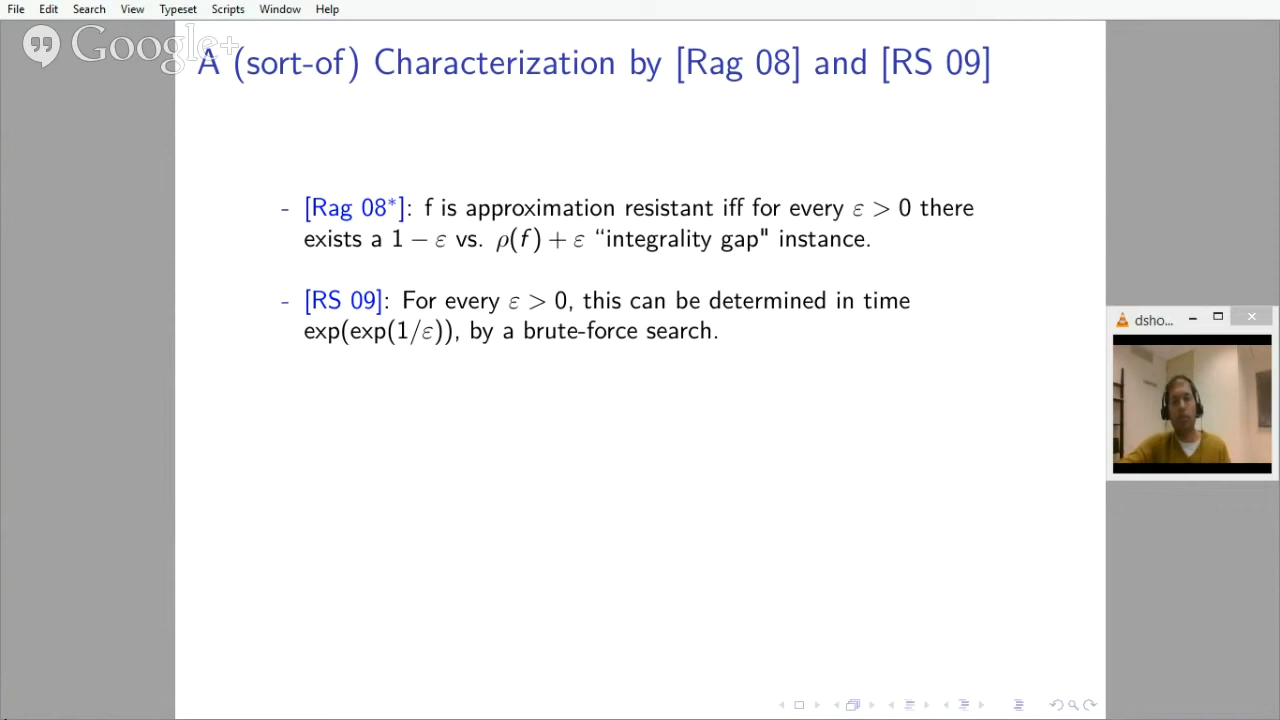 File Edit Search View Typeset Scripts Window Help
Google+
A (sort-of) Characterization by [Rag 08] and [RS 09]
- [Rag 08*]: f is approximation resistant iff for every ε > 0 there
exists a 1 − ε vs. ρ(f) + ε “integrality gap" instance.
- [RS 09]: For every ε > 0, this can be determined in time
exp(exp(1/ε)), by a brute-force search.
dsho...